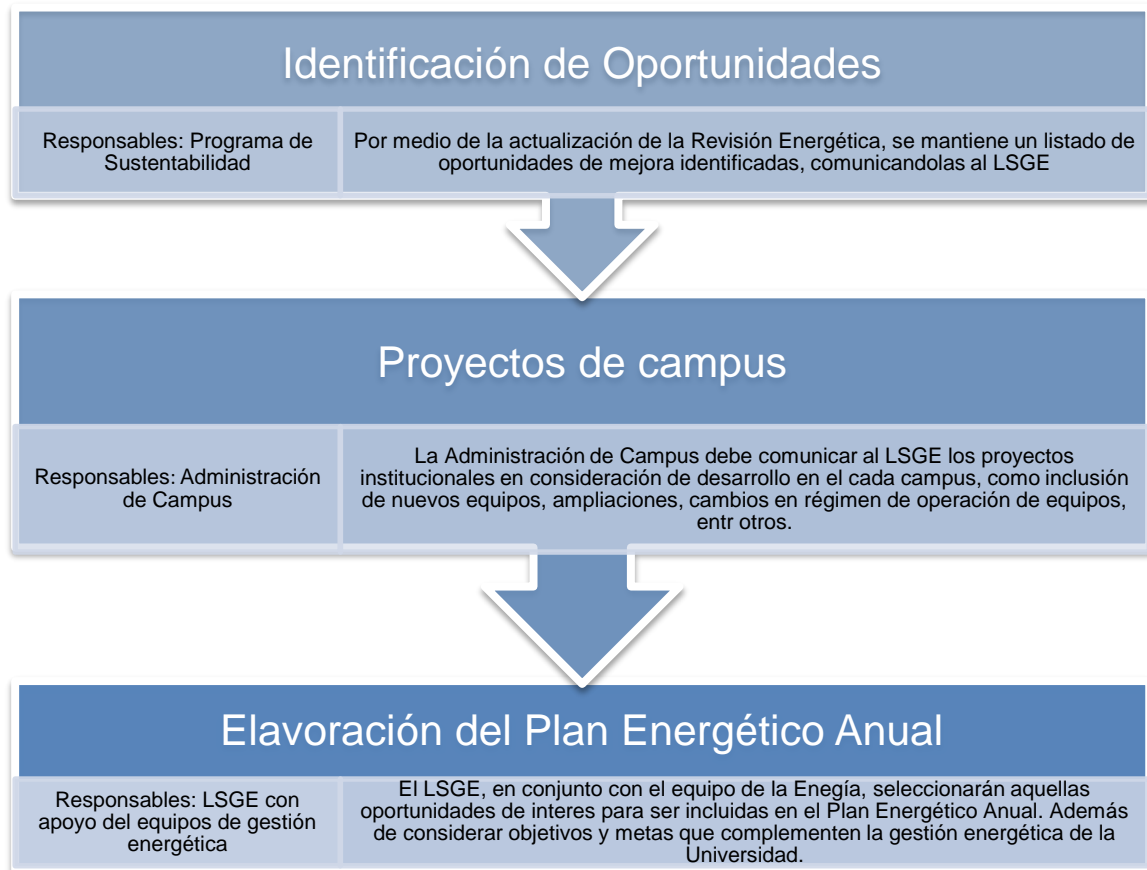 Identificación de Oportunidades
Responsables: Programa de
Sustentabilidad
Por medio de la actualización de la Revisión Energética, se mantiene un listado de
oportunidades de mejora identificadas, comunicandolas al LSGE
Proyectos de campus
Responsables: Administración
de Campus
La Administración de Campus debe comunicar al LSGE los proyectos
institucionales en consideración de desarrollo en el cada campus, como inclusión
de nuevos equipos, ampliaciones, cambios en régimen de operación de equipos,
entr otros.
Elavoración del Plan Energético Anual
Responsables: LSGE con
apoyo del equipos de gestión
energética
El LSGE, en conjunto con el equipo de la Enegía, seleccionarán aquellas
oportunidades de interes para ser incluidas en el Plan Energético Anual. Además
de considerar objetivos y metas que complementen la gestión energética de la
Universidad.